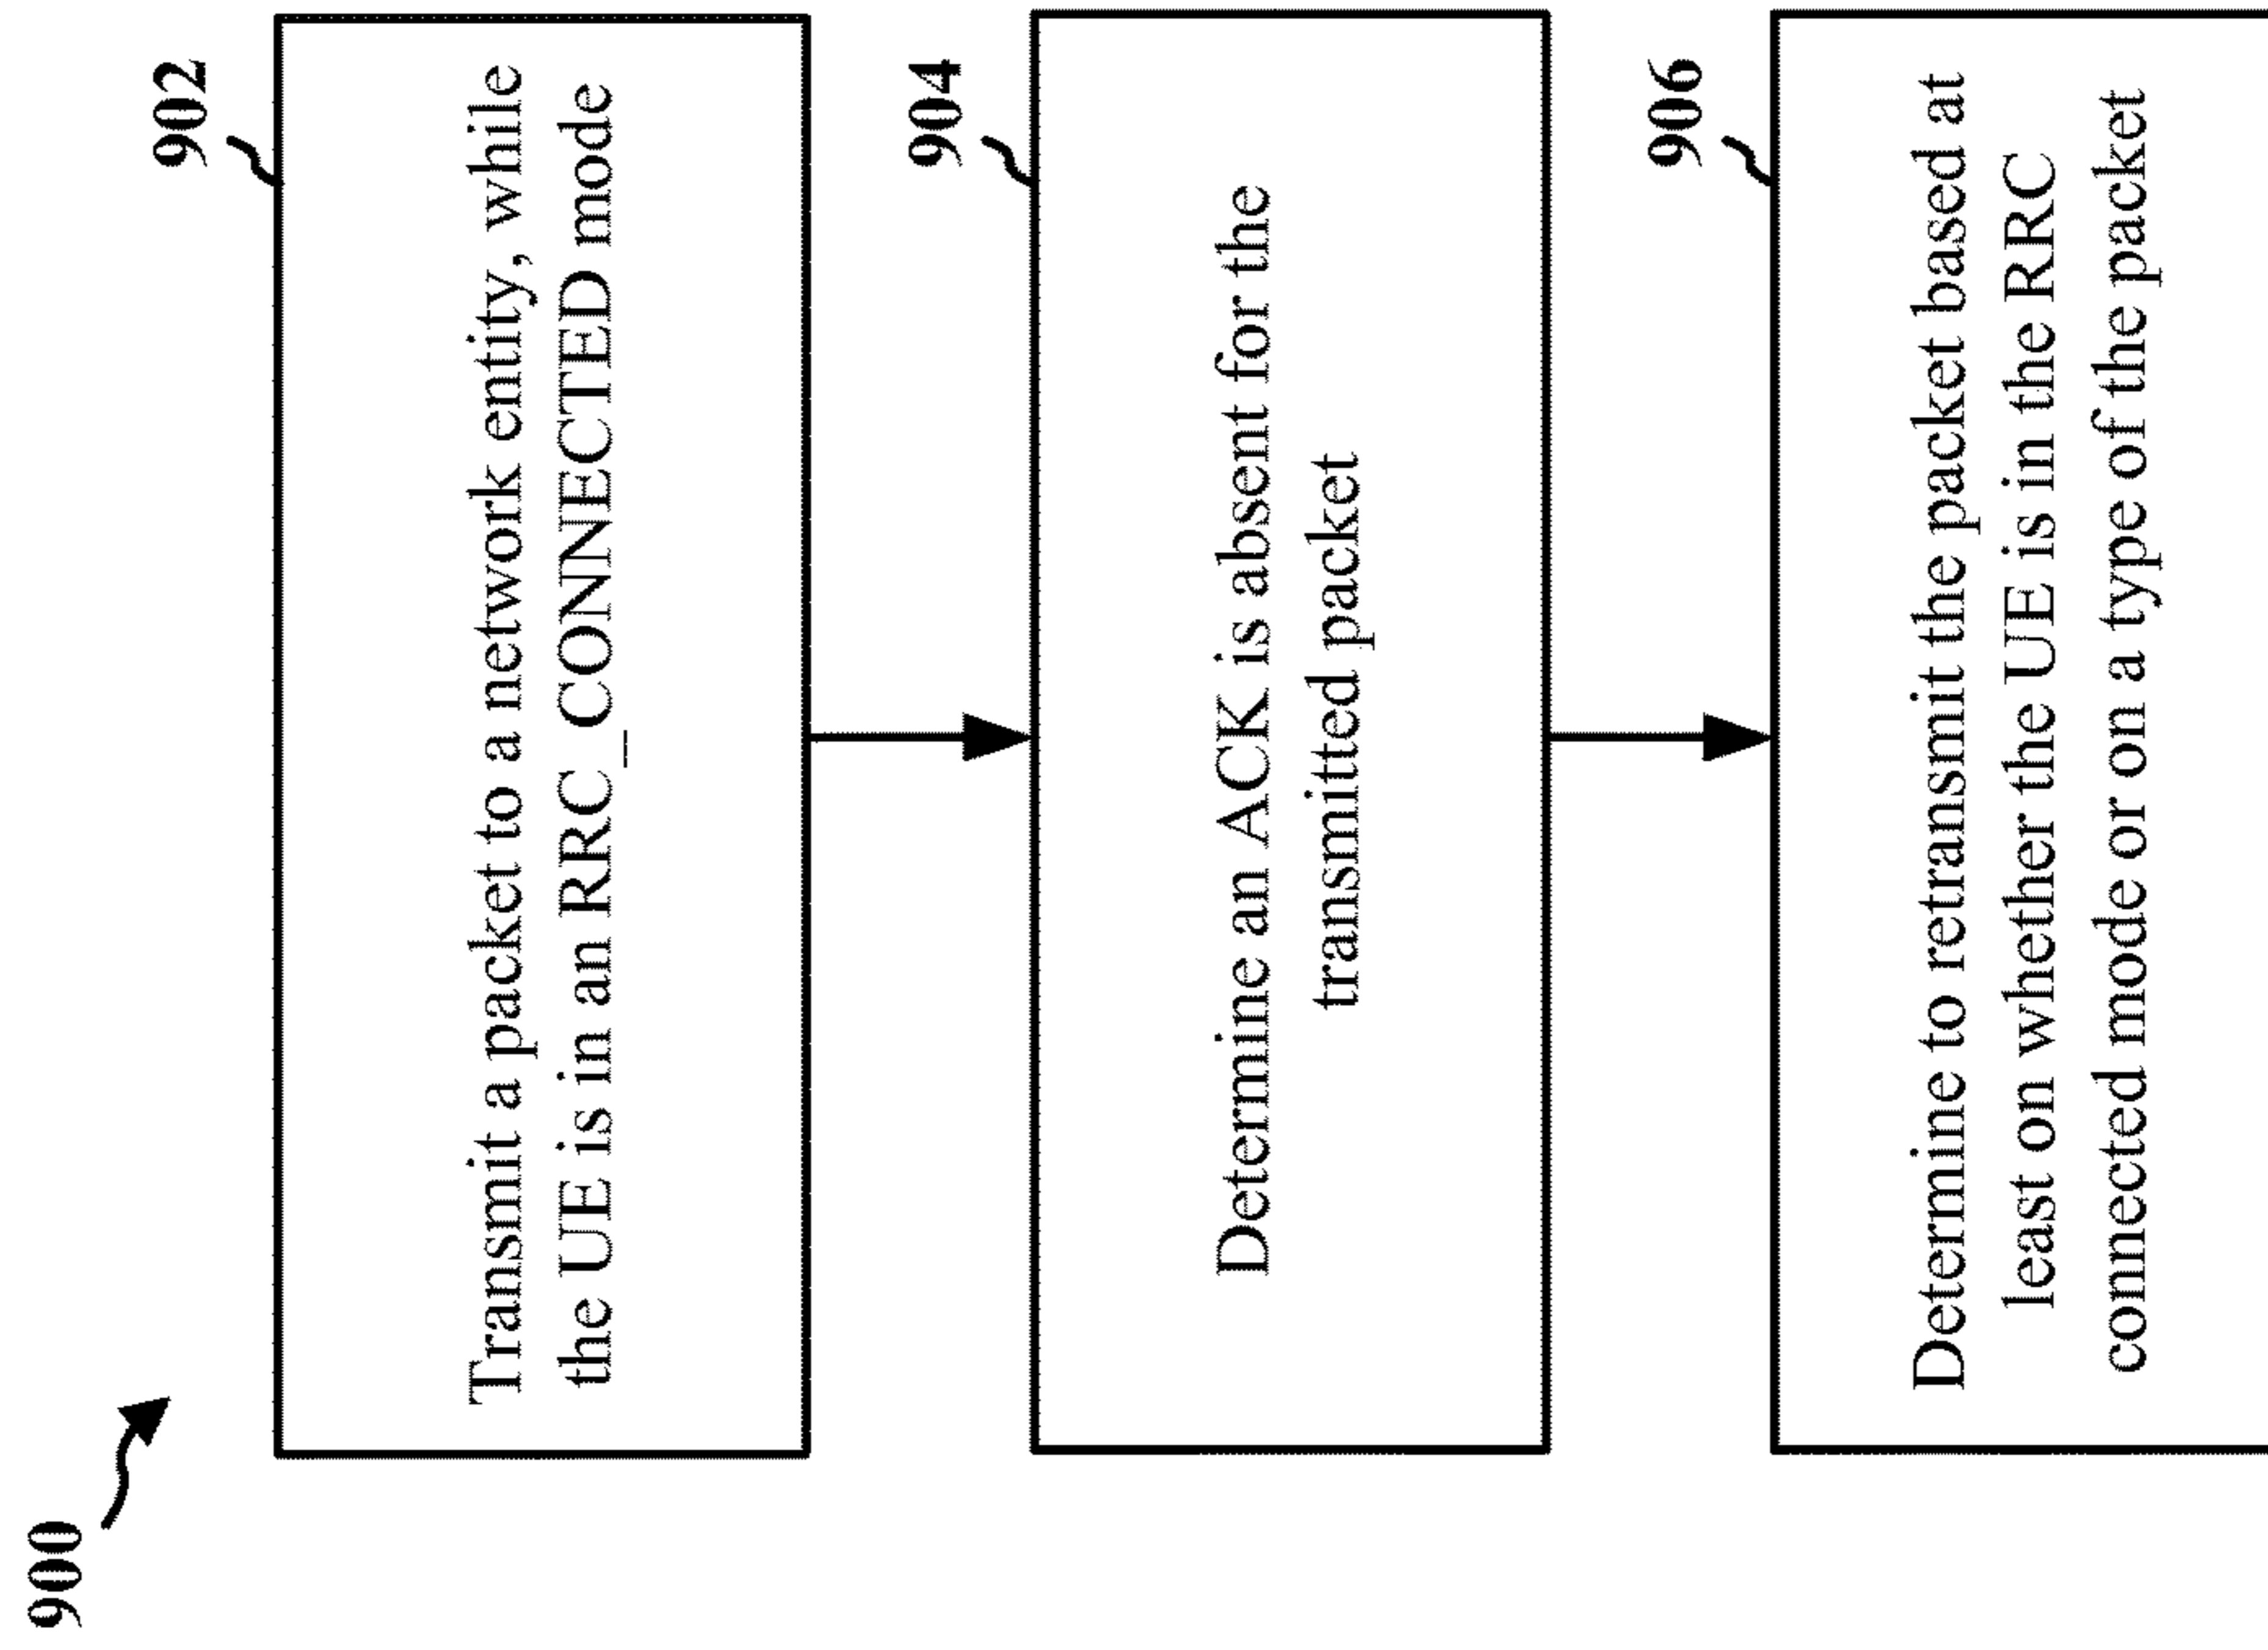 900
902
Transmit a packet to a network entity, while
the UE is in an RRC_CONNECTED mode
904
Determine an ACK is absent for the
transmitted packet
906
Determine to retransmit the packet based at
least on whether the UE is in the RRC
connected mode or on a type of the packet